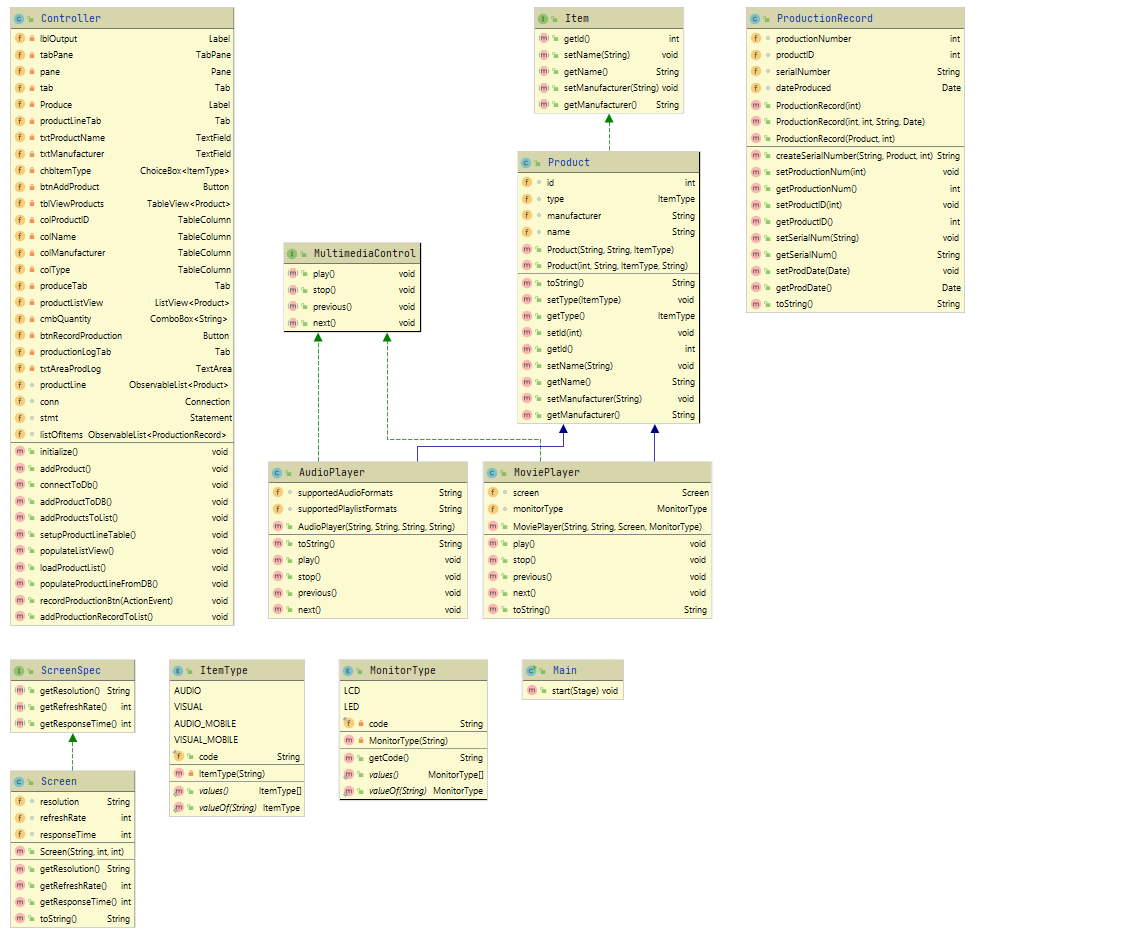 Controller
lblOutput Label
tabPane TabPane
pane Pane
tab Tab
Produce Label
productLineTab Tab
txtProductName TextField
txtManufacturer TextField
chbItemType ChoiceBox<ItemType>
btnAddProduct Button
tblViewProducts TableView<Product>
colProductID TableColumn
colName TableColumn
colManufacturer TableColumn
colType TableColumn
produceTab Tab
productListView ListView<Product>
cmbQuantity ComboBox<String>
btnRecordProduction Button
productionLogTab Tab
txtAreaProdLog TextArea
productLine ObservableList<Product>
conn Connection
stmt Statement
listOfItems ObservableList<ProductionRecord>
initialize() void
addProduct() void
connectToDb() void
addProductToDB() void
addProductsToList() void
setupProductLineTable() void
populateListView() void
loadProductList() void
populateProductLineFromDB() void
recordProductionBtn(ActionEvent) void
addProductionRecordToList() void
Item
getId() int
setName(String) void
getName() String
setManufacturer(String) void
getManufacturer() String
ProductionRecord
productionNumber int
productID int
serialNumber String
dateProduced Date
ProductionRecord(int)
ProductionRecord(int, int, String, Date)
ProductionRecord(Product, int)
createSerialNumber(String, Product, int) String
setProductionNum(int) void
getProductionNum() int
setProductID(int) void
getProductID() int
setSerialNum(String) void
getSerialNum() String
setProdDate(Date) void
getProdDate() Date
toString() String
Product
id int
type ItemType
manufacturer String
name String
Product(String, String, ItemType)
Product(int, String, ItemType, String)
toString() String
setType(ItemType) void
getType() ItemType
setId(int) void
getId() int
setName(String) void
getName() String
setManufacturer(String) void
getManufacturer() String
MultimediaControl
play() void
stop() void
previous() void
next() void
AudioPlayer
supportedAudioFormats String
supportedPlaylistFormats String
AudioPlayer(String, String, String, String)
toString() String
play() void
stop() void
previous() void
next() void
MoviePlayer
screen Screen
monitorType MonitorType
MoviePlayer(String, String, Screen, MonitorType)
play() void
stop() void
previous() void
next() void
toString() String
ScreenSpec
getResolution() String
getRefreshRate() int
getResponseTime() int
Screen
resolution String
refreshRate int
responseTime int
Screen(String, int, int)
getResolution() String
getRefreshRate() int
getResponseTime() int
toString() String
ItemType
AUDIO
VISUAL
AUDIO_MOBILE
VISUAL_MOBILE
code String
ItemType(String)
values() ItemType[]
valueOf(String) ItemType
MonitorType
LCD
LED
code String
MonitorType(String)
getCode() String
values() MonitorType[]
valueOf(String) MonitorType
Main
start(Stage) void